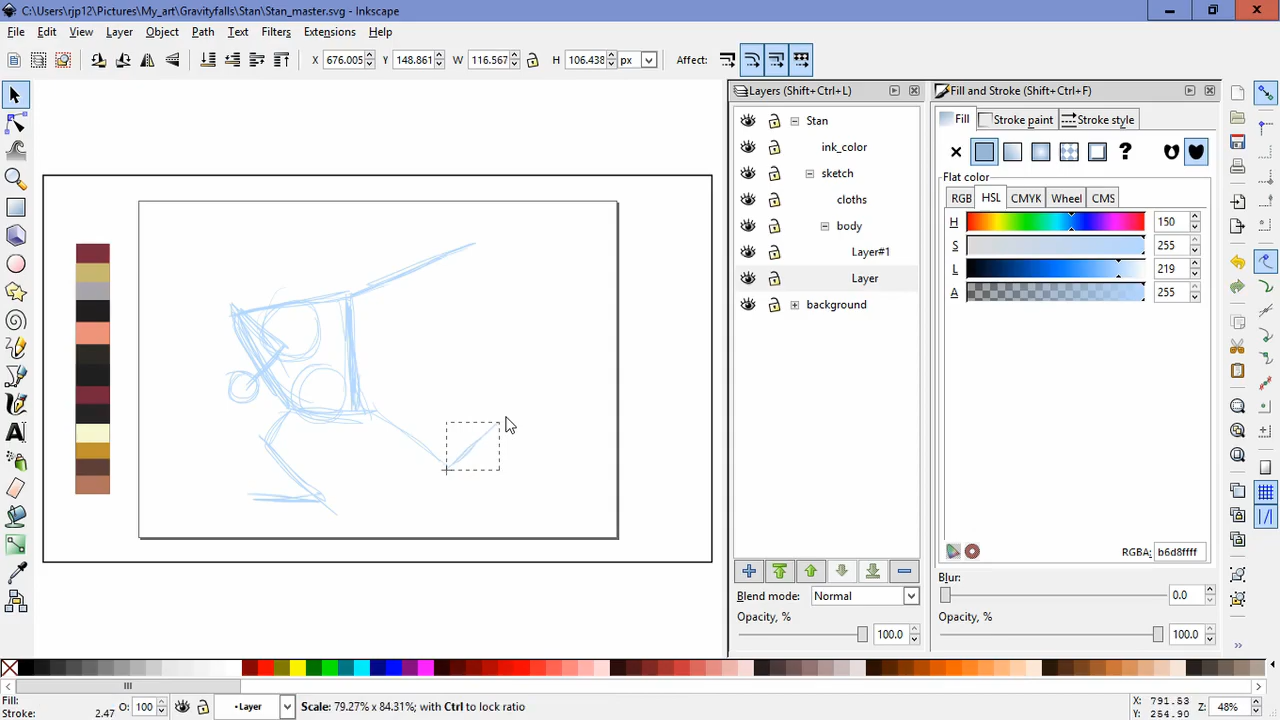 C:\Users\rjp12\Pictures\My_art\Gravityfalls\Stan\Stan_master.svg - Inkscape
File Edit View Layer Object Path Text Filters Extensions Help
X 676.005 Y 148.861 W 116.567 H 106.438 px Affect:
Layers (Shift+Ctrl+L)
Stan
ink_color
sketch
cloths
body
Layer#1
Layer
background
Blend mode: Normal
Opacity, % 100.0
Fill and Stroke (Shift+Ctrl+F)
Fill Stroke paint Stroke style
Flat color
RGB HSL CMYK Wheel CMS
H 150
S 255
L 219
A 255
RGBA: b6d8ffff
Blur:
0.0
Opacity, %
100.0
Fill:
Stroke: 2.47 O: 100 •Layer Scale: 79.27% x 84.31%; with Ctrl to lock ratio
X: 791.53
Y: 264.90 Z: 48%